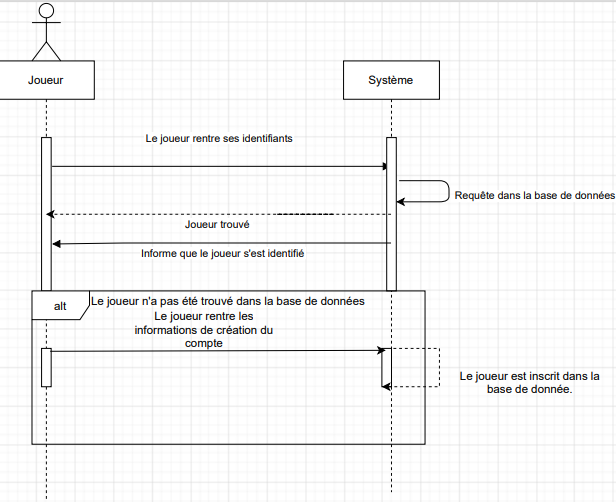 Joueur
Système
Le joueur rentre ses identifiants
Requête dans la base de données
Joueur trouvé
Informe que le joueur s'est identifié
alt
Le joueur n'a pas été trouvé dans la base de données
Le joueur rentre les
informations de création du
compte
Le joueur est inscrit dans la
base de donnée.